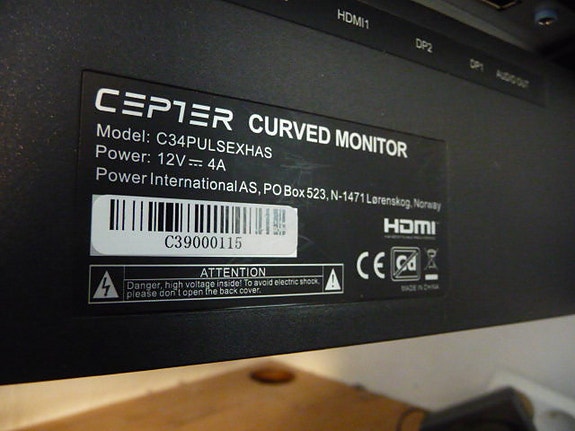 HDMI1
DP2
DP1
AUDIO OUT
CEPTER CURVED MONITOR
Model: C34PULSEXHAS
Power: 12V⎓4A
Power International AS, PO Box 523, N-1471 Lørenskog, Norway
C39000115
HDMI
CE Cd
MADE IN CHINA
ATTENTION
Danger, high voltage inside! To avoid electric shock,
please don't open the back cover.